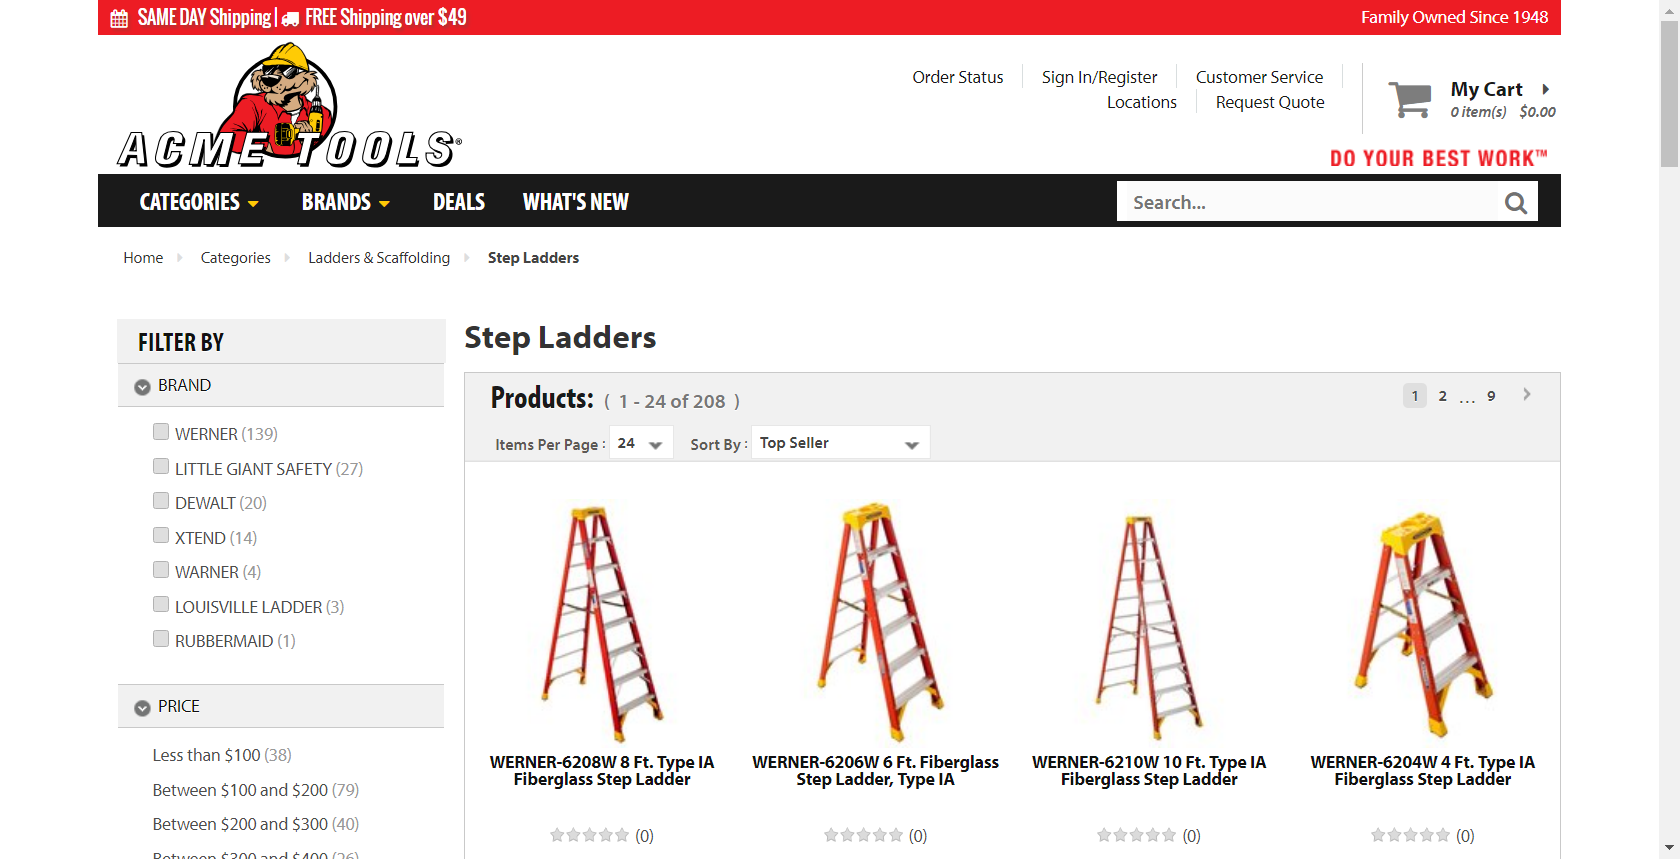 SAME DAY Shipping | FREE Shipping over $49
Family Owned Since 1948
ACME TOOLS®
Order Status
Sign In/Register
Customer Service
Locations
Request Quote
My Cart
0 item(s) $0.00
DO YOUR BEST WORK™
CATEGORIES
BRANDS
DEALS
WHAT'S NEW
Search...
Home
Categories
Ladders & Scaffolding
Step Ladders
FILTER BY
BRAND
WERNER (139)
LITTLE GIANT SAFETY (27)
DEWALT (20)
XTEND (14)
WARNER (4)
LOUISVILLE LADDER (3)
RUBBERMAID (1)
PRICE
Less than $100 (38)
Between $100 and $200 (79)
Between $200 and $300 (40)
Between $300 and $400 (26)
Step Ladders
Products: ( 1 - 24 of 208 )
1 2 ... 9
Items Per Page : 24
Sort By : Top Seller
WERNER-6208W 8 Ft. Type IA
Fiberglass Step Ladder
(0)
WERNER-6206W 6 Ft. Fiberglass
Step Ladder, Type IA
(0)
WERNER-6210W 10 Ft. Type IA
Fiberglass Step Ladder
(0)
WERNER-6204W 4 Ft. Type IA
Fiberglass Step Ladder
(0)